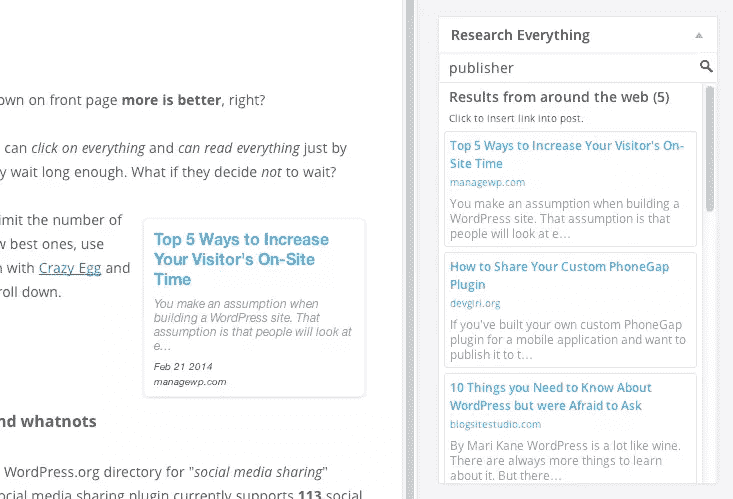 own on front page more is better, right?
can click on everything and can read everything just by
y wait long enough. What if they decide not to wait?
imit the number of
w best ones, use
n with Crazy Egg and
roll down.
Top 5 Ways to Increase
Your Visitor's On-Site
Time
You make an assumption when
building a WordPress site. That
assumption is that people will look at
e...
Feb 21 2014
managewp.com
nd whatnots
WordPress.org directory for "social media sharing"
ocial media sharing plugin currently supports 113 social
Research Everything
publisher
Results from around the web (5)
Click to insert link into post.
Top 5 Ways to Increase Your Visitor's On-
Site Time
managewp.com
You make an assumption when building a
WordPress site. That assumption is that
people will look at e...
How to Share Your Custom PhoneGap
Plugin
devgirl.org
If you've built your own custom PhoneGap
plugin for a mobile application and want to
publish it to t...
10 Things you Need to Know About
WordPress but were Afraid to Ask
blogsitestudio.com
By Mari Kane WordPress is a lot like wine.
There are always more things to learn
about it. But there...